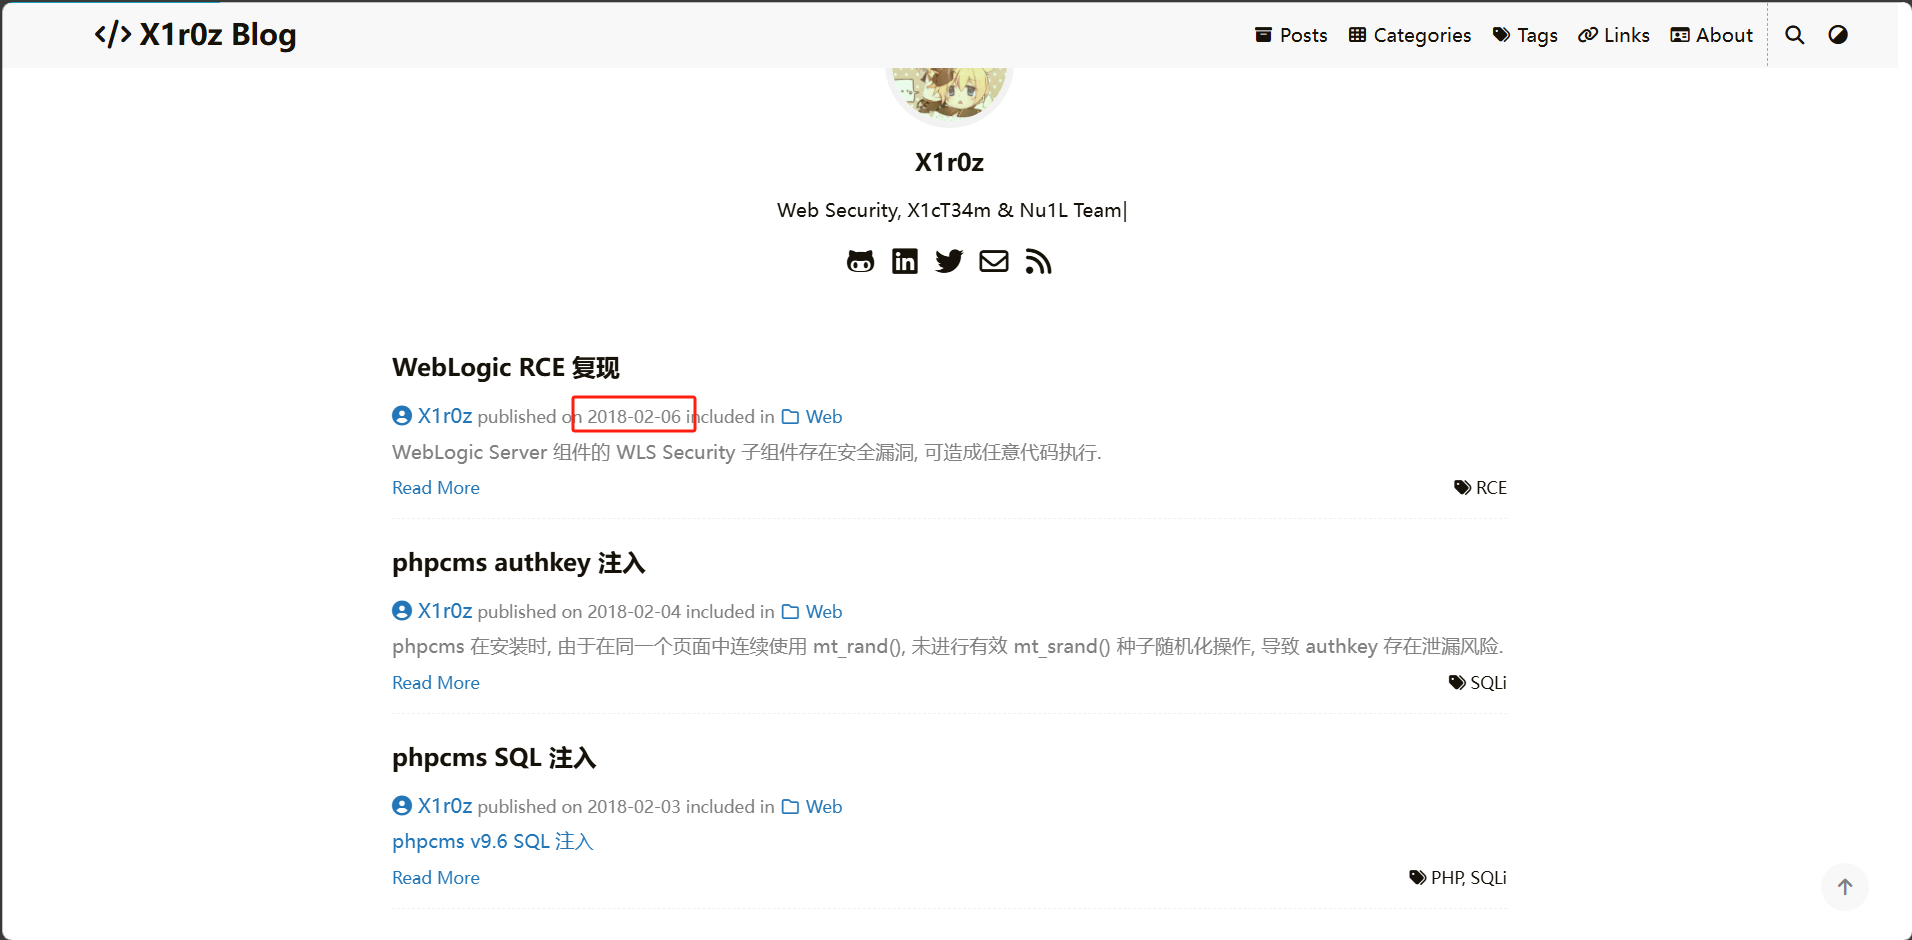 </> X1r0z Blog
Posts Categories Tags Links About
X1r0z
Web Security, X1cT34m & Nu1L Team|
WebLogic RCE 复现
X1r0z published on 2018-02-06 included in Web
WebLogic Server 组件的 WLS Security 子组件存在安全漏洞, 可造成任意代码执行.
Read More RCE
phpcms authkey 注入
X1r0z published on 2018-02-04 included in Web
phpcms 在安装时, 由于在同一个页面中连续使用 mt_rand(), 未进行有效 mt_srand() 种子随机化操作, 导致 authkey 存在泄漏风险.
Read More SQLi
phpcms SQL 注入
X1r0z published on 2018-02-03 included in Web
phpcms v9.6 SQL 注入
Read More PHP, SQLi